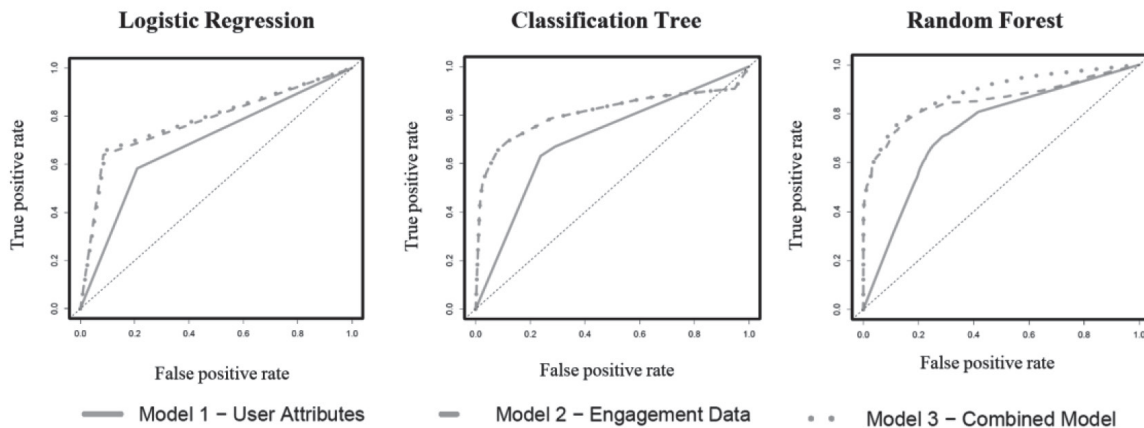 Logistic Regression
Classification Tree
Random Forest
True positive rate
0.0 0.2 0.4 0.6 0.8 1.0
0.0 0.2 0.4 0.6 0.8 1.0
False positive rate
True positive rate
0.0 0.2 0.4 0.6 0.8 1.0
0.0 0.2 0.4 0.6 0.8 1.0
False positive rate
True positive rate
0.0 0.2 0.4 0.6 0.8 1.0
0.0 0.2 0.4 0.6 0.8 1.0
False positive rate
Model 1 − User Attributes
Model 2 − Engagement Data
Model 3 − Combined Model